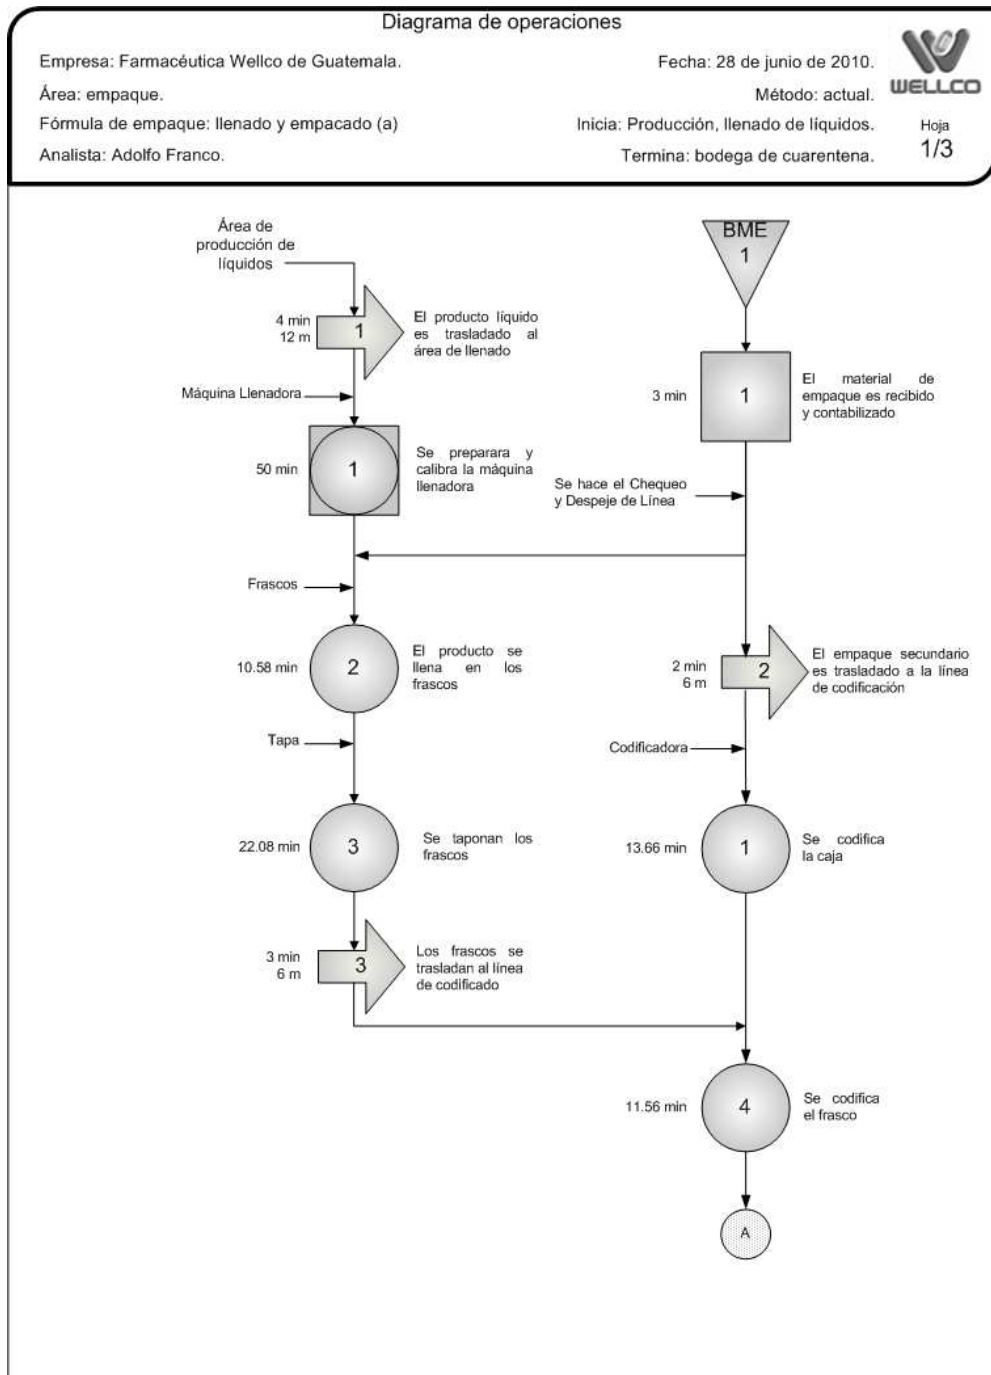 Diagrama de operaciones
Empresa: Farmacéutica Wellco de Guatemala.
Fecha: 28 de junio de 2010.
WELLCO
Área: empaque.
Método: actual.
Fórmula de empaque: llenado y empacado (a)
Inicia: Producción, llenado de líquidos.
Hoja
1/3
Analista: Adolfo Franco.
Termina: bodega de cuarentena.
Área de
producción de
líquidos
4 min
12 m
1
El producto líquido
es trasladado al
área de llenado
Máquina Llenadora
50 min
1
Se preparara y
calibra la máquina
llenadora
Frascos
10.58 min
2
El producto se
llena en los
frascos
Tapa
22.08 min
3
Se taponan los
frascos
3 min
6 m
3
Los frascos se
trasladan al línea
de codificado
BME
1
3 min
1
El material de
empaque es recibido
y contabilizado
Se hace el Chequeo
y Despeje de Línea
2 min
6 m
2
El empaque secundario
es trasladado a la línea
de codificación
Codificadora
13.66 min
1
Se codifica
la caja
11.56 min
4
Se codifica
el frasco
A